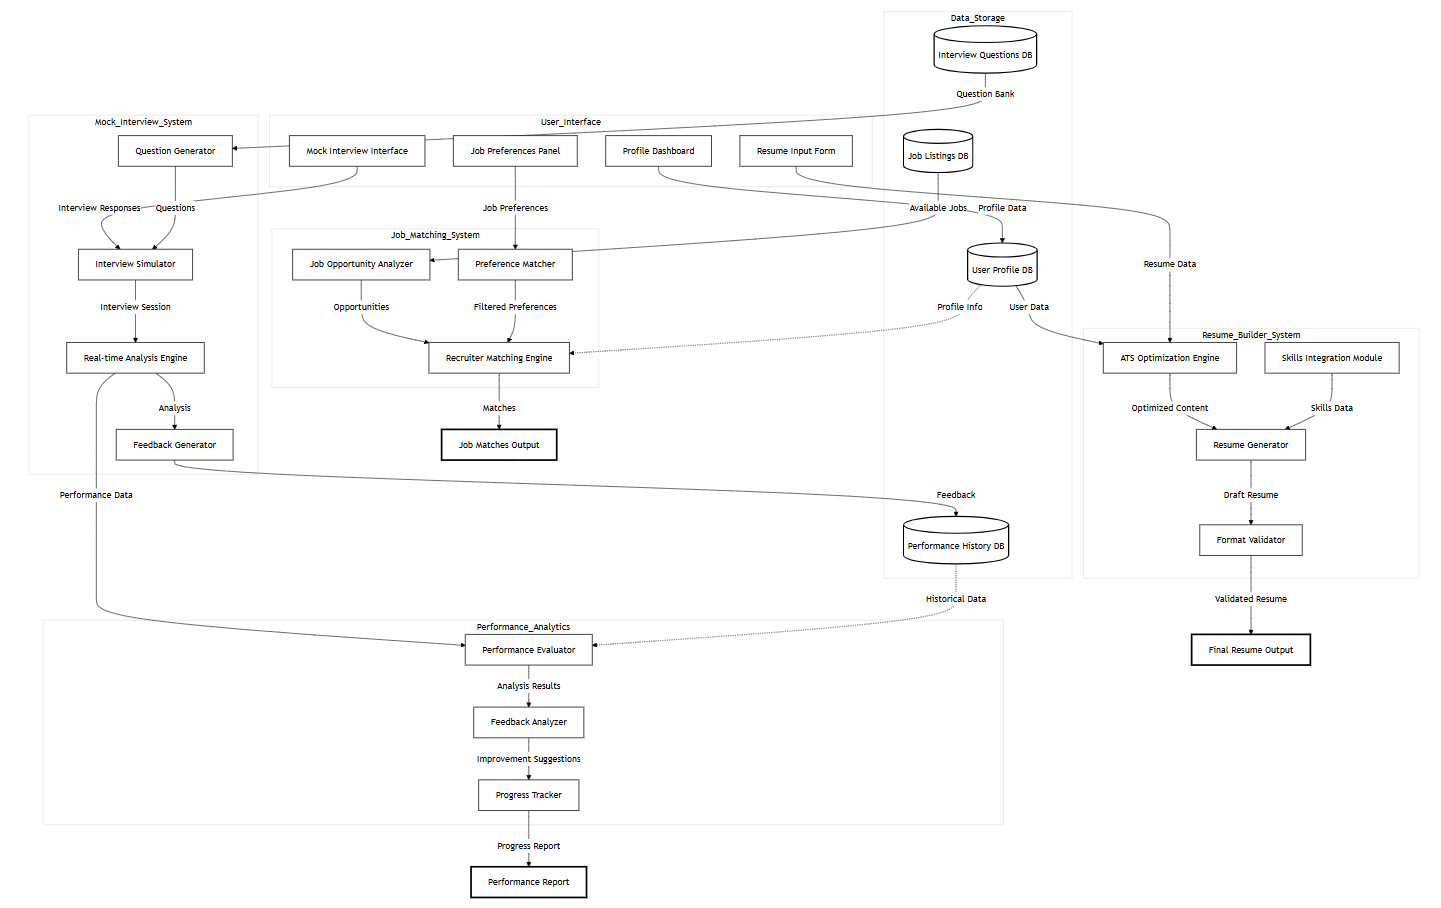 Data_Storage
Interview Questions DB
Question Bank
Mock_Interview_System
User_Interface
Question Generator
Mock Interview Interface
Job Preferences Panel
Profile Dashboard
Resume Input Form
Job Listings DB
Interview Responses
Questions
Job Preferences
Available Jobs
Profile Data
Job_Matching_System
Interview Simulator
Job Opportunity Analyzer
Preference Matcher
User Profile DB
Resume Data
Interview Session
Opportunities
Filtered Preferences
Profile Info
User Data
Resume_Builder_System
Real-time Analysis Engine
Recruiter Matching Engine
ATS Optimization Engine
Skills Integration Module
Analysis
Matches
Optimized Content
Skills Data
Feedback Generator
Job Matches Output
Resume Generator
Performance Data
Feedback
Draft Resume
Performance History DB
Format Validator
Historical Data
Validated Resume
Performance_Analytics
Performance Evaluator
Final Resume Output
Analysis Results
Feedback Analyzer
Improvement Suggestions
Progress Tracker
Progress Report
Performance Report